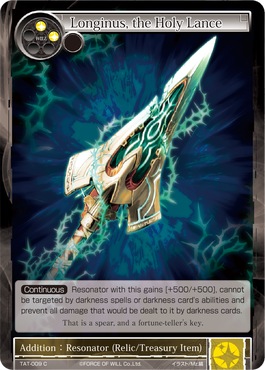 Longinus, the Holy Lance
WILL
Continuous Resonator with this gains [+500/+500], cannot
be targeted by darkness spells or darkness card's abilities and
prevent all damage that would be dealt to it by darkness cards.
That is a spear, and a fortune-teller's key.
Addition : Resonator (Relic/Treasury Item)
TAT-009 C ©FORCE OF WILL Co.,Ltd.